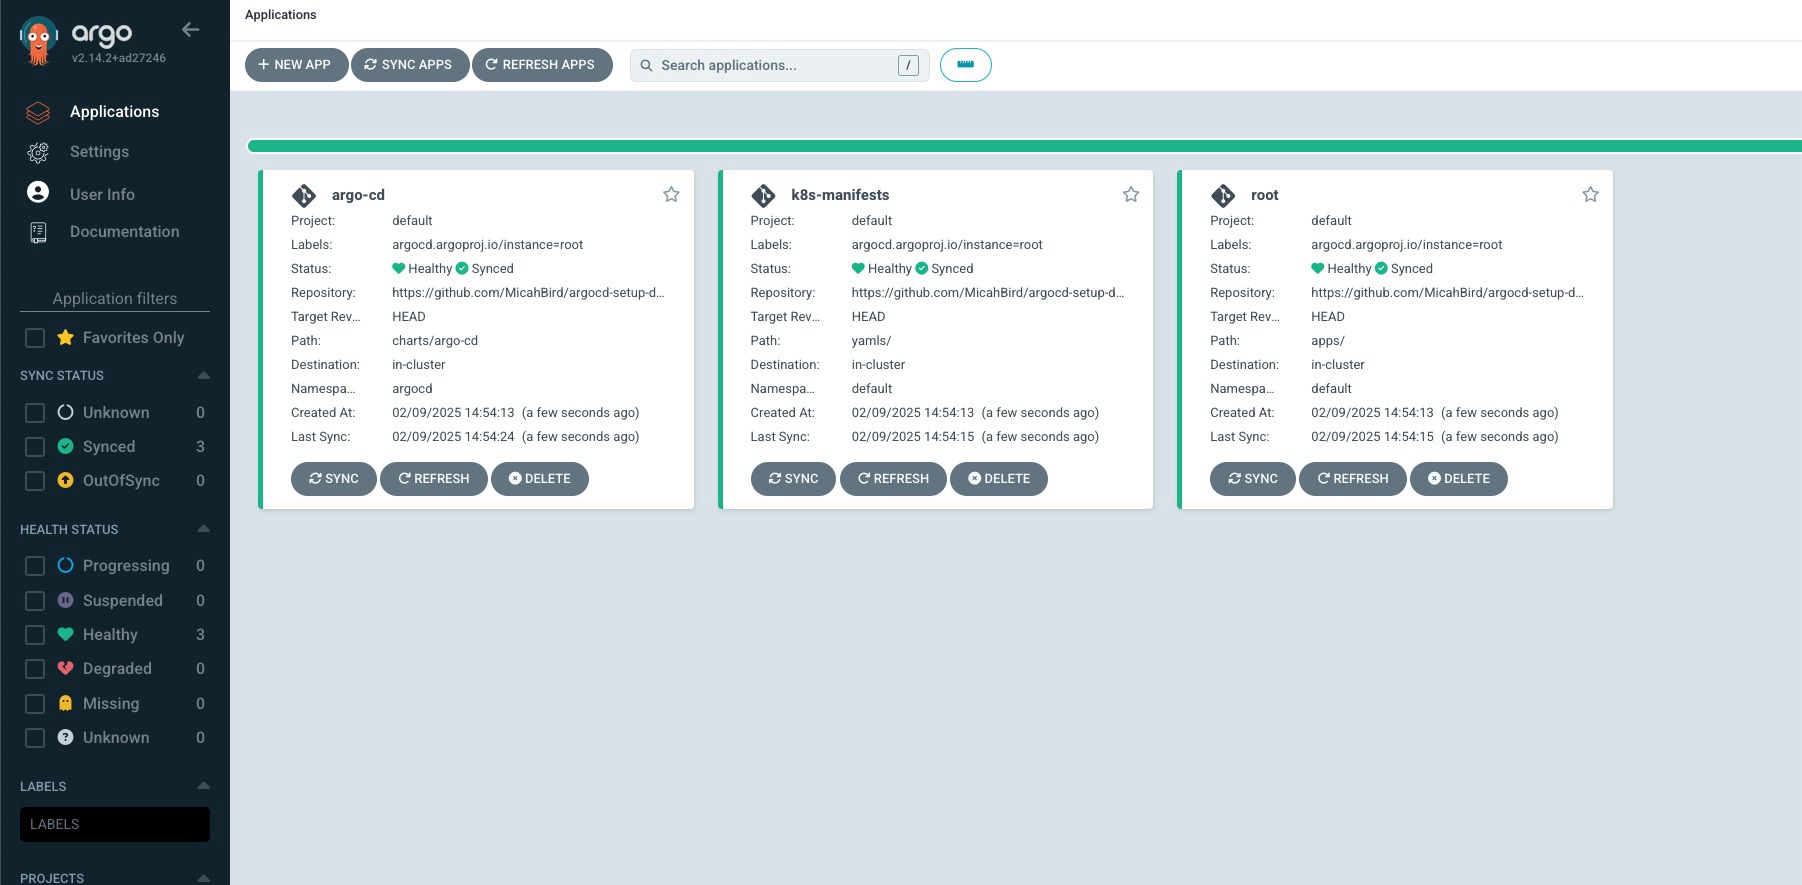 argo
v2.14.2+ad27246
Applications
Settings
User Info
Documentation
Application filters
Favorites Only
SYNC STATUS
Unknown 0
Synced 3
OutOfSync 0
HEALTH STATUS
Progressing 0
Suspended 0
Healthy 3
Degraded 0
Missing 0
Unknown 0
LABELS
LABELS
PROJECTS
Applications
+ NEW APP SYNC APPS REFRESH APPS Search applications... /
argo-cd
Project: default
Labels: argocd.argoproj.io/instance=root
Status: Healthy Synced
Repository: https://github.com/MicahBird/argocd-setup-d...
Target Rev... HEAD
Path: charts/argo-cd
Destination: in-cluster
Namespa... argocd
Created At: 02/09/2025 14:54:13 (a few seconds ago)
Last Sync: 02/09/2025 14:54:24 (a few seconds ago)
SYNC REFRESH DELETE
k8s-manifests
Project: default
Labels: argocd.argoproj.io/instance=root
Status: Healthy Synced
Repository: https://github.com/MicahBird/argocd-setup-d...
Target Rev... HEAD
Path: yamls/
Destination: in-cluster
Namespa... default
Created At: 02/09/2025 14:54:13 (a few seconds ago)
Last Sync: 02/09/2025 14:54:15 (a few seconds ago)
SYNC REFRESH DELETE
root
Project: default
Labels: argocd.argoproj.io/instance=root
Status: Healthy Synced
Repository: https://github.com/MicahBird/argocd-setup-d...
Target Rev... HEAD
Path: apps/
Destination: in-cluster
Namespa... default
Created At: 02/09/2025 14:54:13 (a few seconds ago)
Last Sync: 02/09/2025 14:54:15 (a few seconds ago)
SYNC REFRESH DELETE